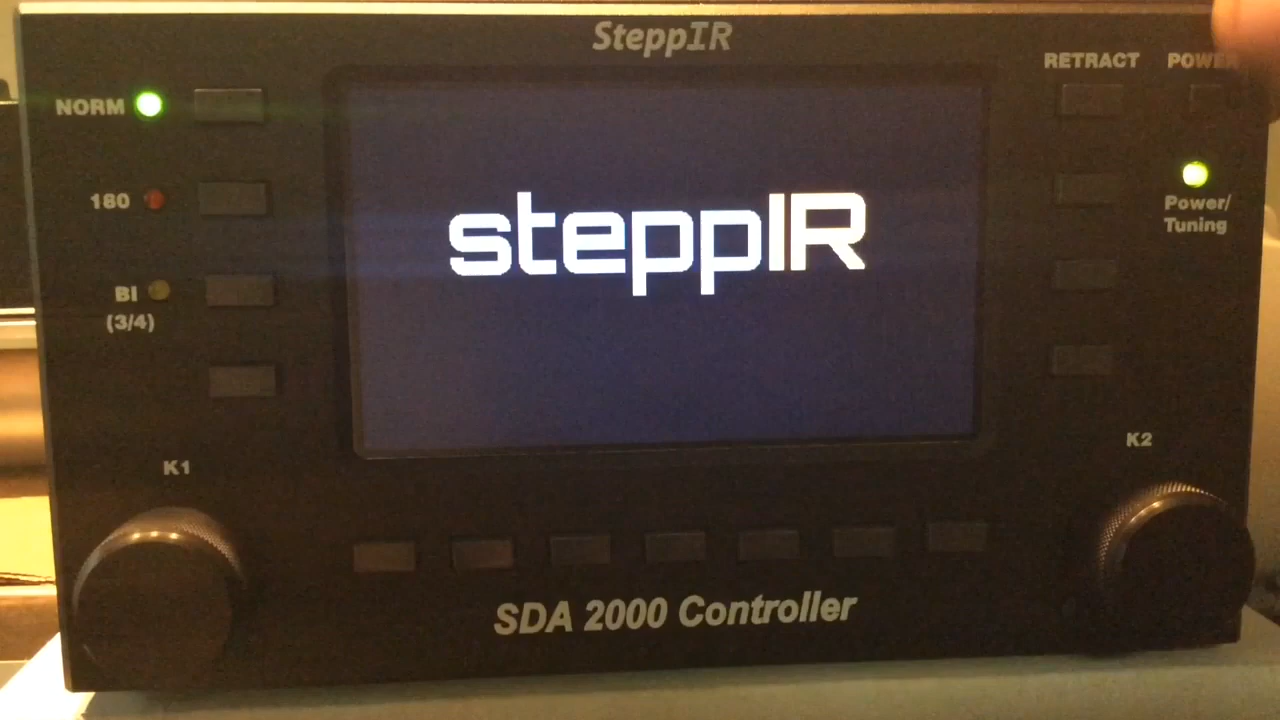 SteppIR
RETRACT
POWER
NORM
180
BI
(3/4)
steppIR
Power/
Tuning
K1
K2
SDA 2000 Controller